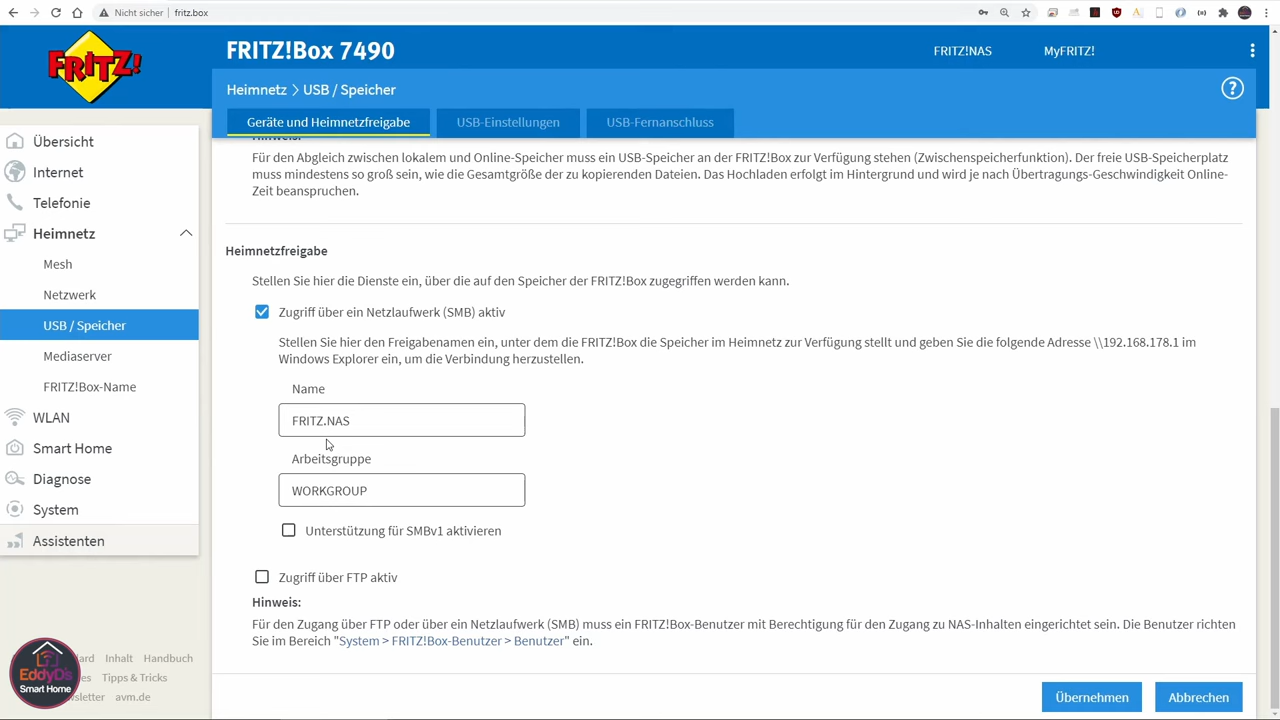 Nicht sicher | fritz.box
FRITZ!
FRITZ!Box 7490
FRITZ!NAS
MyFRITZ!
Heimnetz > USB / Speicher
Geräte und Heimnetzfreigabe
USB-Einstellungen
USB-Fernanschluss
Übersicht
Internet
Telefonie
Heimnetz
Mesh
Netzwerk
USB / Speicher
Mediaserver
FRITZ!Box-Name
WLAN
Smart Home
Diagnose
System
Assistenten
Inhalt
Handbuch
Tipps & Tricks
avm.de
EddyD's
Smart Home
Hinweis:
Für den Abgleich zwischen lokalem und Online-Speicher muss ein USB-Speicher an der FRITZ!Box zur Verfügung stehen (Zwischenspeicherfunktion). Der freie USB-Speicherplatz
muss mindestens so groß sein, wie die Gesamtgröße der zu kopierenden Dateien. Das Hochladen erfolgt im Hintergrund und wird je nach Übertragungs-Geschwindigkeit Online-
Zeit beanspruchen.
Heimnetzfreigabe
Stellen Sie hier die Dienste ein, über die auf den Speicher der FRITZ!Box zugegriffen werden kann.
Zugriff über ein Netzlaufwerk (SMB) aktiv
Stellen Sie hier den Freigabenamen ein, unter dem die FRITZ!Box die Speicher im Heimnetz zur Verfügung stellt und geben Sie die folgende Adresse \\192.168.178.1 im
Windows Explorer ein, um die Verbindung herzustellen.
Name
FRITZ.NAS
Arbeitsgruppe
WORKGROUP
Unterstützung für SMBv1 aktivieren
Zugriff über FTP aktiv
Hinweis:
Für den Zugang über FTP oder über ein Netzlaufwerk (SMB) muss ein FRITZ!Box-Benutzer mit Berechtigung für den Zugang zu NAS-Inhalten eingerichtet sein. Die Benutzer richten
Sie im Bereich "System > FRITZ!Box-Benutzer > Benutzer" ein.
Übernehmen
Abbrechen